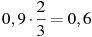 0,9 · 2/3 = 0,6